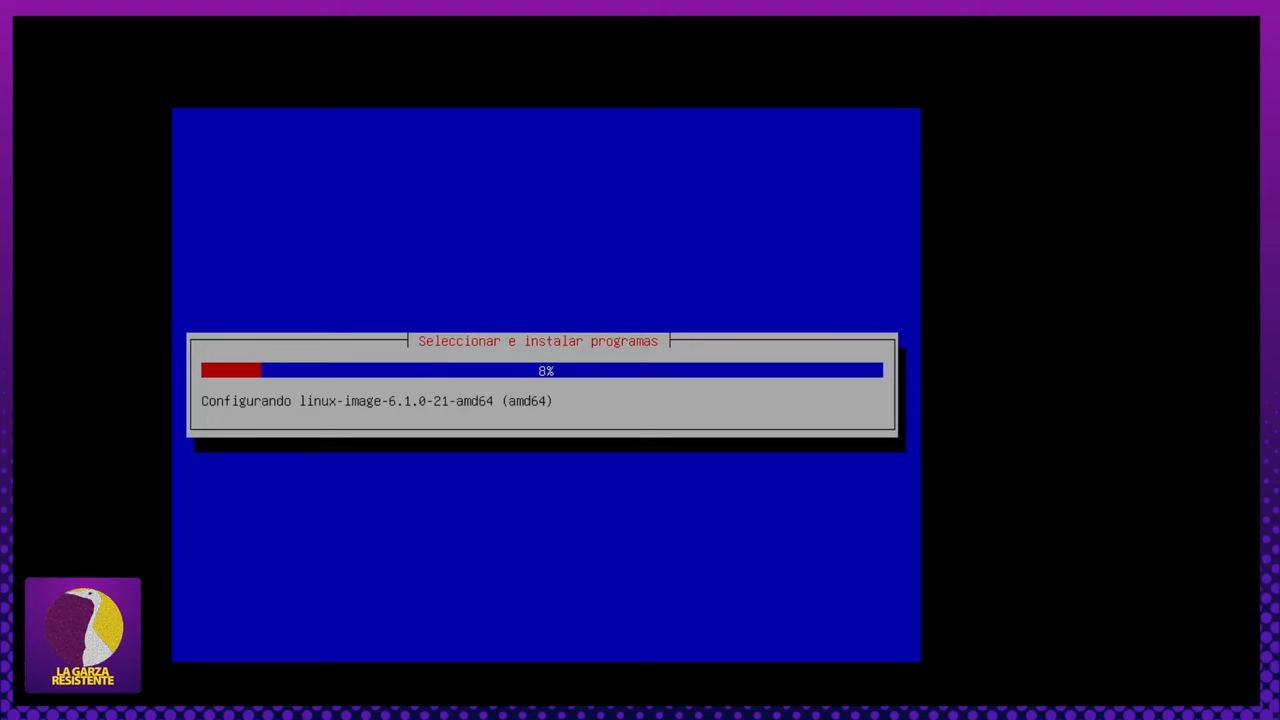 Seleccionar e instalar programas
8%
Configurando linux-image-6.1.0-21-amd64 (amd64)
LA GARZA
RESISTENTE